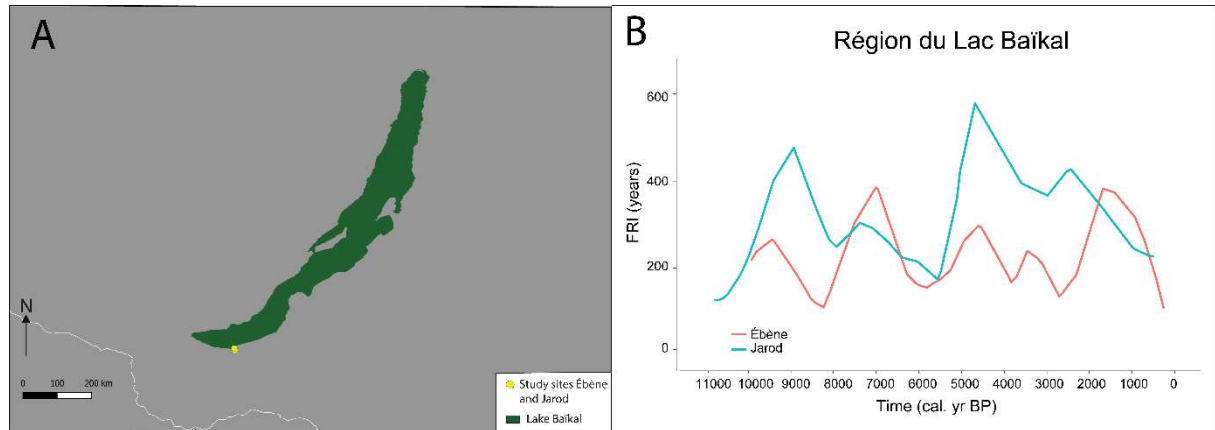 A
N
0 100 200 km
Study sites Ébène
and Jarod
Lake Baïkal
B
Région du Lac Baïkal
600
400
200
0
FRI (years)
Ébène
Jarod
11000 10000 9000 8000 7000 6000 5000 4000 3000 2000 1000 0
Time (cal. yr BP)